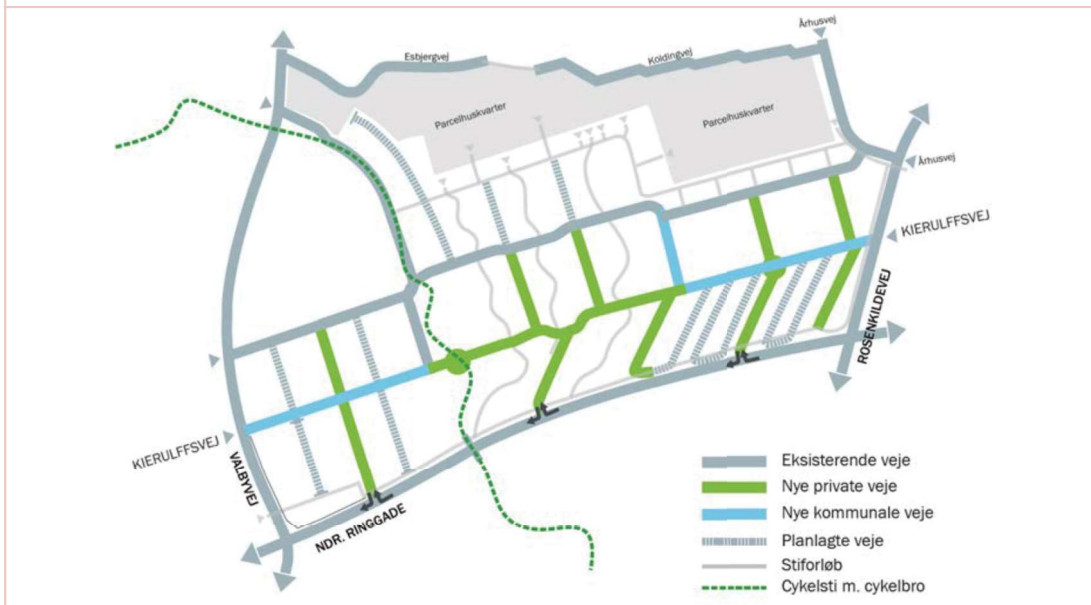 Århusvej
Esbjergvej
Koldingvej
Parcelhuskvarter
Parcelhuskvarter
Århusvej
KIERULFFSVEJ
ROSENKILDEVEJ
KIERULFFSVEJ
VALBYVEJ
NDR. RINGGADE
Eksisterende veje
Nye private veje
Nye kommunale veje
Planlagte veje
Stiforløb
Cykelsti m. cykelbro